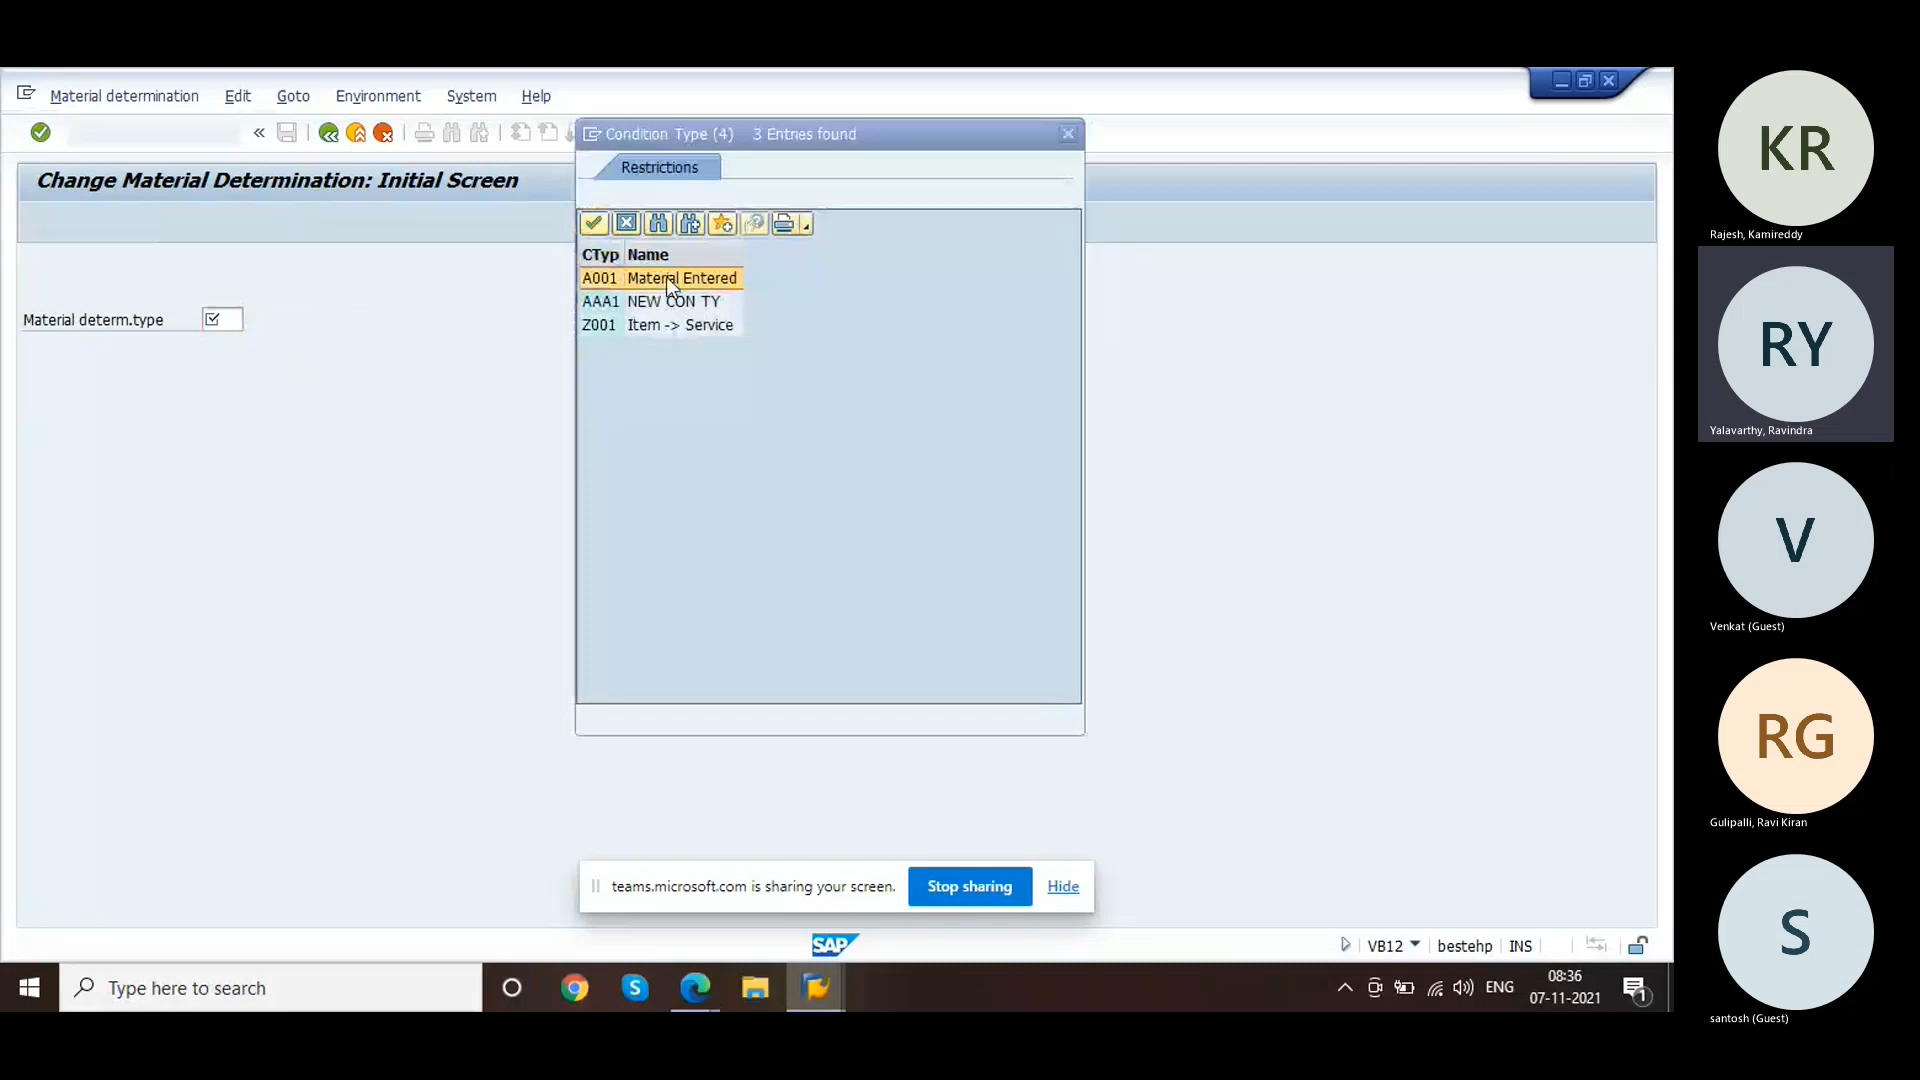 Material determination Edit Goto Environment System Help
Condition Type (4) 3 Entries found
Restrictions
Change Material Determination: Initial Screen
CTyp Name
A001 Material Entered
AAA1 NEW CON TY
Z001 Item -> Service
Material determ.type
teams.microsoft.com is sharing your screen. Stop sharing Hide
SAP
VB12 bestehp INS
Type here to search
S
ENG
08:36
07-11-2021
1
KR
Rajesh, Kamireddy
RY
Yalavarthy, Ravindra
V
Venkat (Guest)
RG
Gulipalli, Ravi Kiran
S
santosh (Guest)